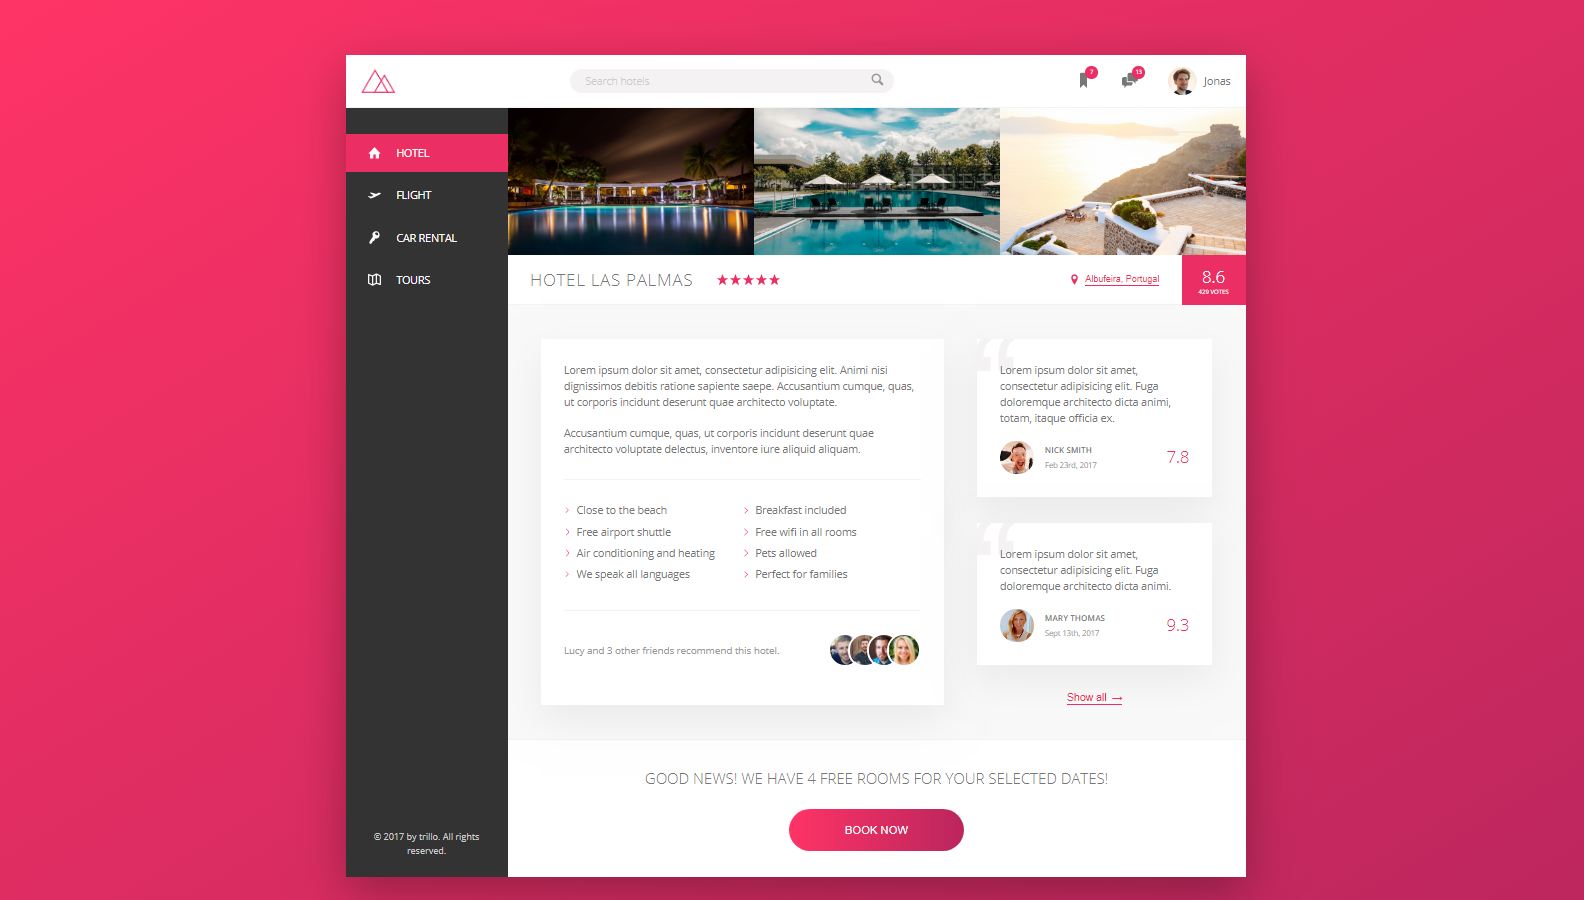 Search hotels
7
13
Jonas
HOTEL
FLIGHT
CAR RENTAL
TOURS
HOTEL LAS PALMAS
Albufeira, Portugal
8.6
429 VOTES
Lorem ipsum dolor sit amet, consectetur adipisicing elit. Animi nisi
dignissimos debitis ratione sapiente saepe. Accusantium cumque, quas,
ut corporis incidunt deserunt quae architecto voluptate.
Accusantium cumque, quas, ut corporis incidunt deserunt quae
architecto voluptate delectus, inventore iure aliquid aliquam.
Close to the beach
Breakfast included
Free airport shuttle
Free wifi in all rooms
Air conditioning and heating
Pets allowed
We speak all languages
Perfect for families
Lucy and 3 other friends recommend this hotel.
Lorem ipsum dolor sit amet,
consectetur adipisicing elit. Fuga
doloremque architecto dicta animi,
totam, itaque officia ex.
NICK SMITH
Feb 23rd, 2017
7.8
Lorem ipsum dolor sit amet,
consectetur adipisicing elit. Fuga
doloremque architecto dicta animi.
MARY THOMAS
Sept 13th, 2017
9.3
Show all →
GOOD NEWS! WE HAVE 4 FREE ROOMS FOR YOUR SELECTED DATES!
BOOK NOW
© 2017 by trillo. All rights
reserved.